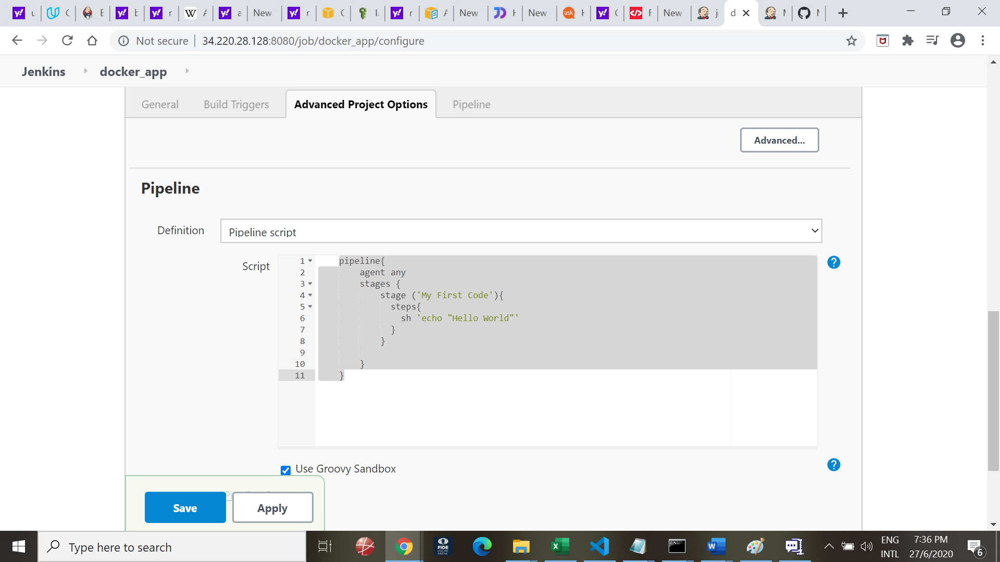 New
New
New
New
Not secure
34.220.28.128:8080/job/docker_app/configure
Jenkins
docker_app
General
Build Triggers
Advanced Project Options
Pipeline
Advanced...
Pipeline
Definition
Pipeline script
Script
1 pipeline{
2 agent any
3 stages {
4 stage ('My First Code'){
5 steps{
6 sh 'echo "Hello World"'
7 }
8 }
9
10 }
11 }
Use Groovy Sandbox
Save
Apply
Type here to search
FIDE
ONLINE
ARENA
ENG
INTL
7:36 PM
27/6/2020
6